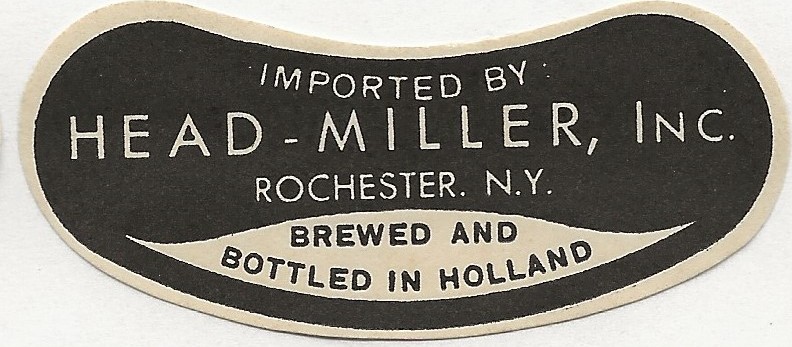 IMPORTED BY:
HEAD-MILLER, INC.
ROCHESTER. N.Y.
BREWED AND
BOTTLED IN HOLLAND